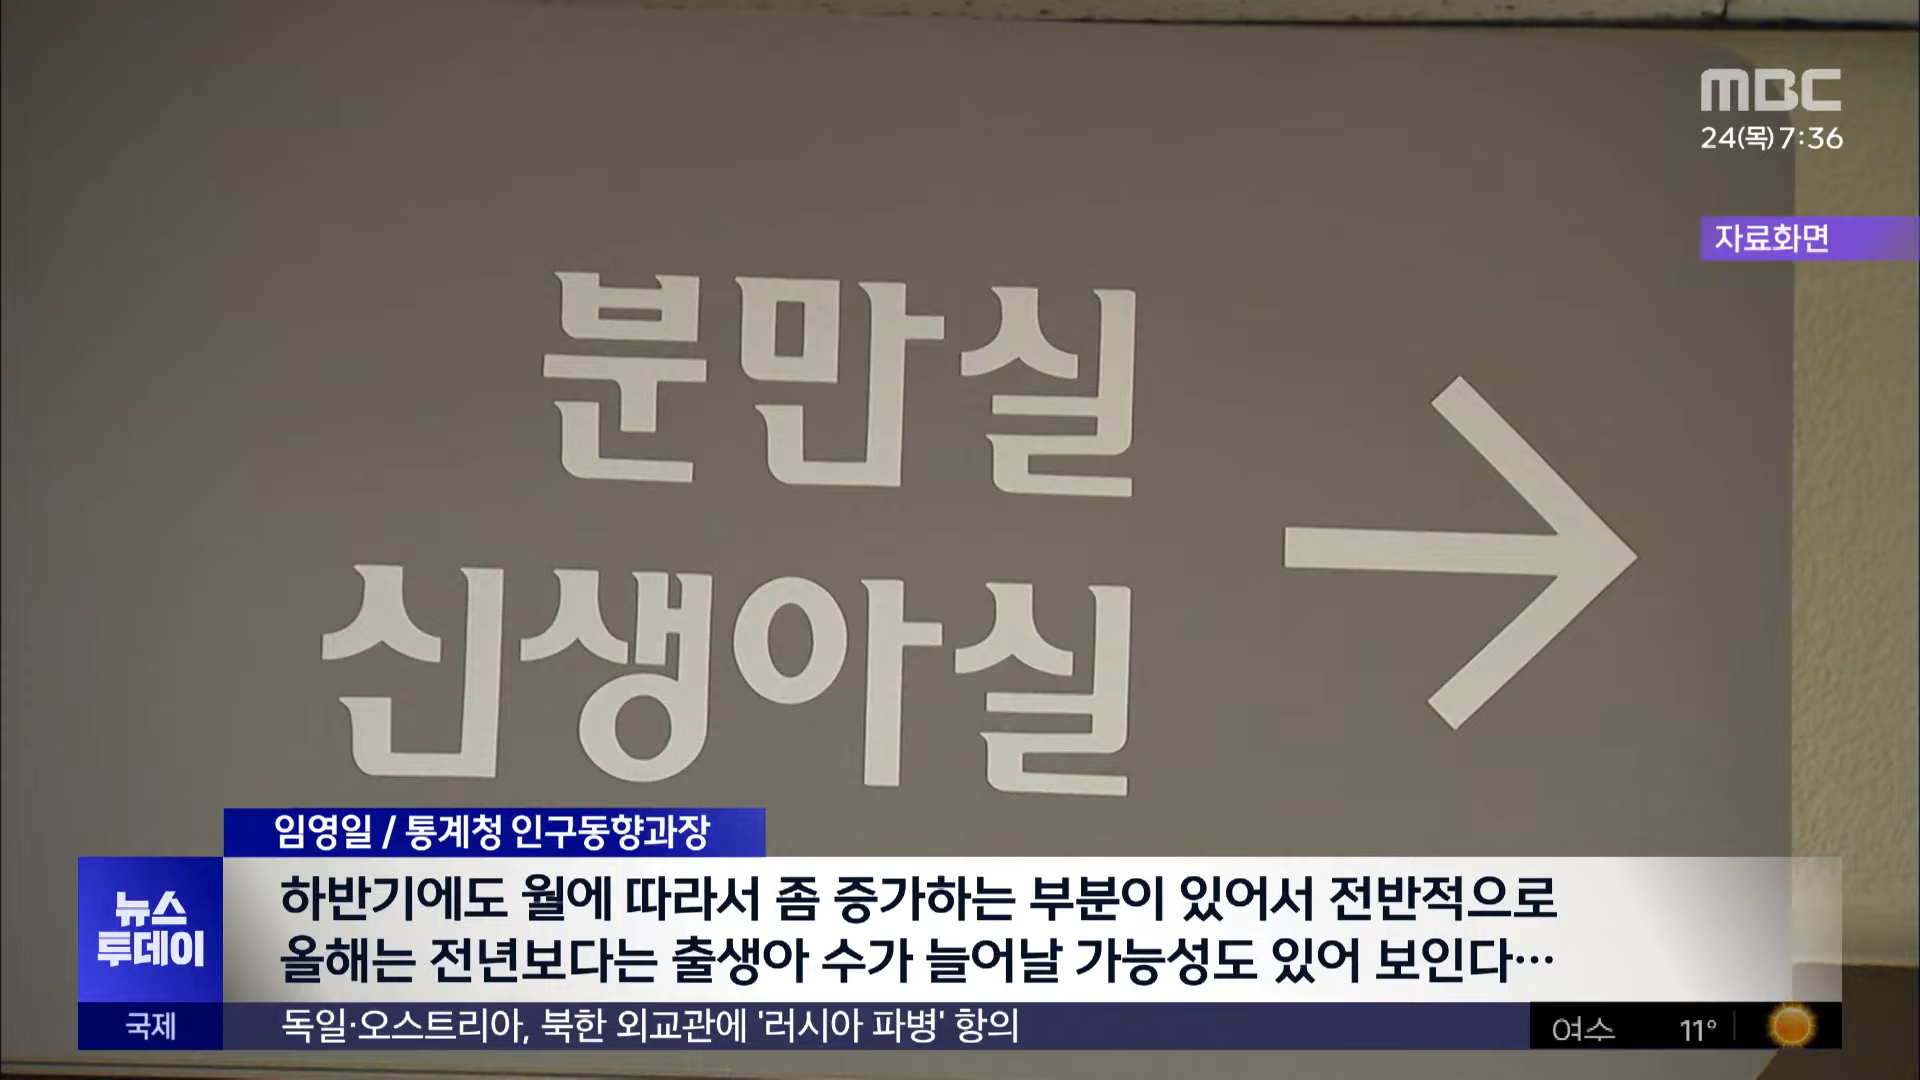 MBC
24(목) 7:36
자료화면
분만실
신생아실
임영일 / 통계청 인구동향과장
뉴스
투데이
하반기에도 월에 따라서 좀 증가하는 부분이 있어서 전반적으로
올해는 전년보다는 출생아 수가 늘어날 가능성도 있어 보인다…
국제
독일·오스트리아, 북한 외교관에 '러시아 파병' 항의
여수 11°